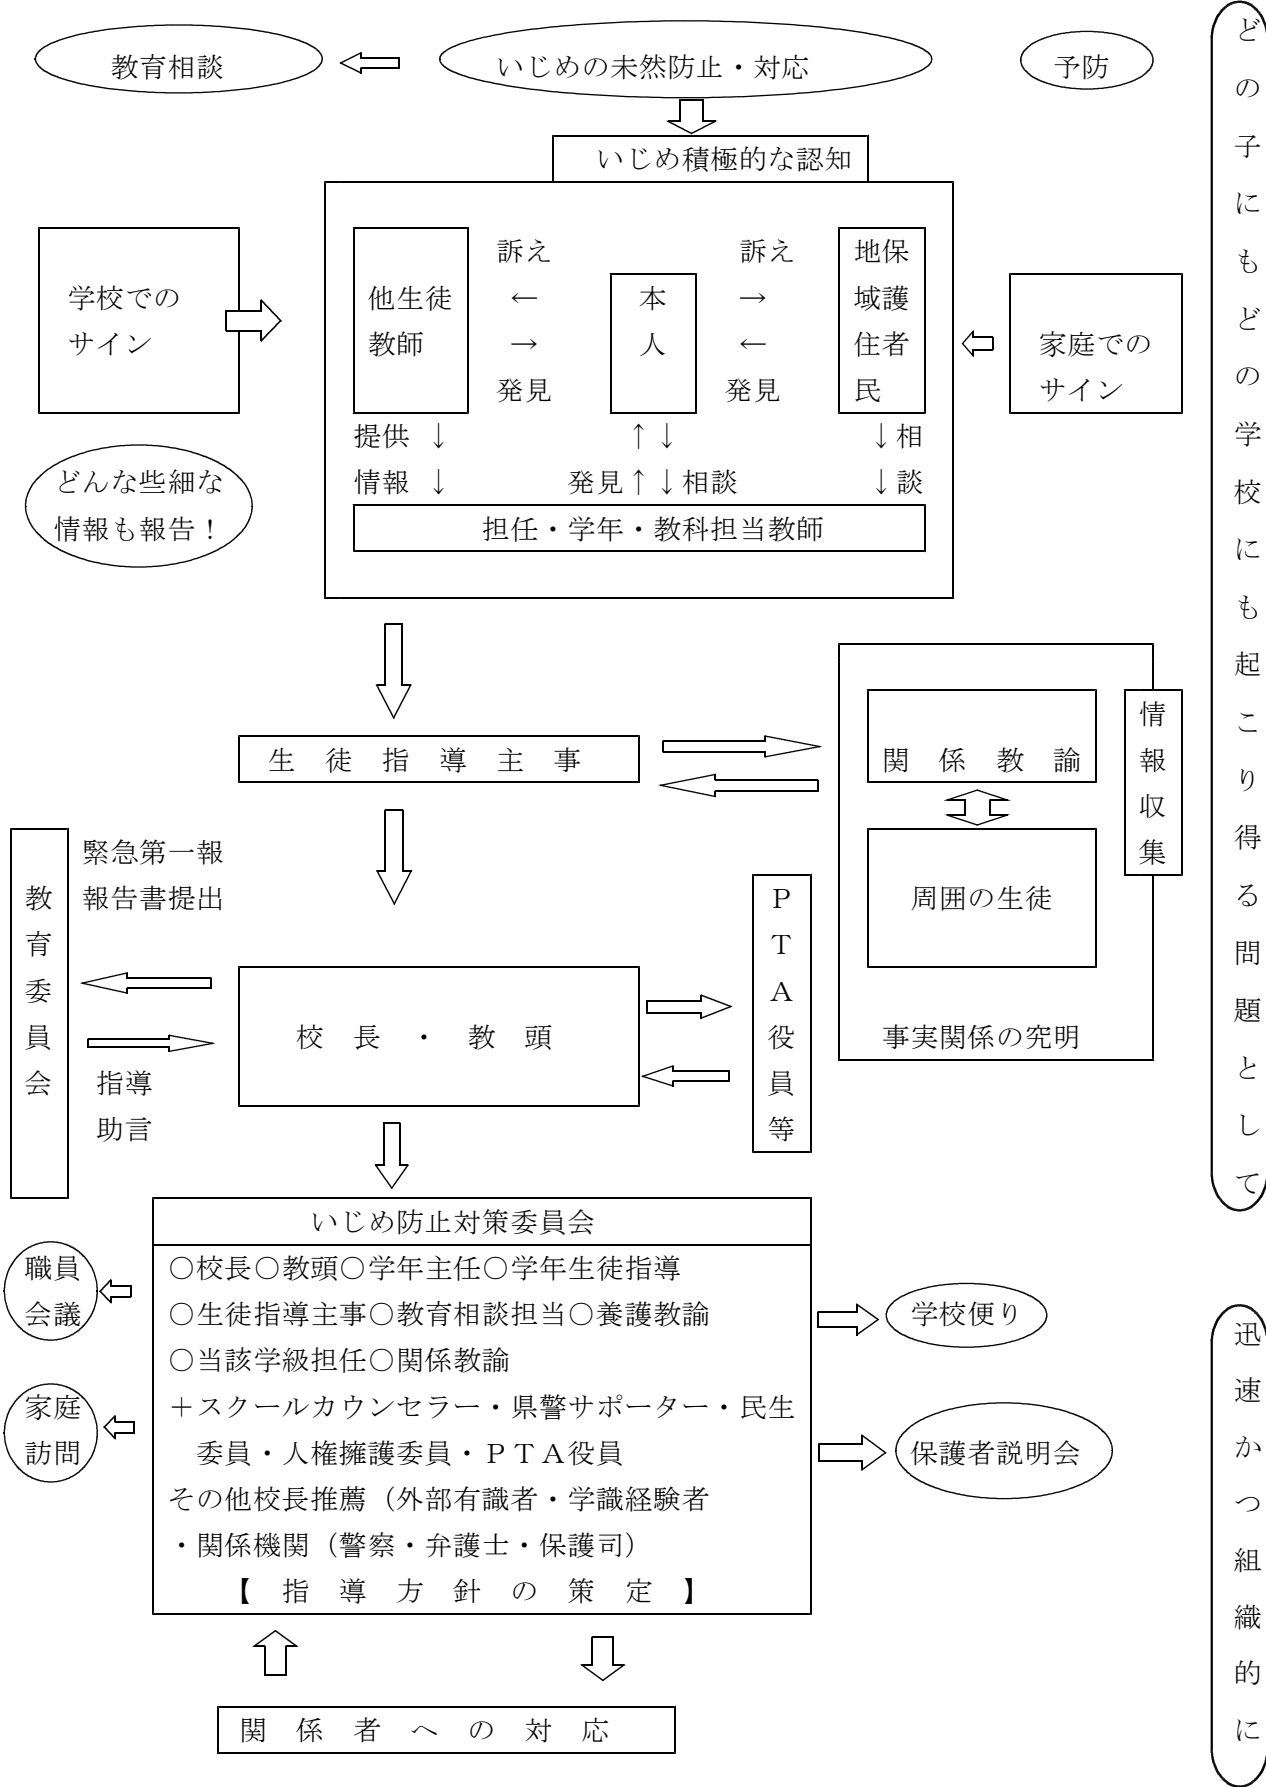 教育相談
いじめの未然防止・対応
予防
いじめ積極的な認知
学校での
サイン
他生徒
教師
訴え
←
→
発見
本
人
訴え
→
←
発見
保護者
地域住民
家庭での
サイン
提供 ↓
情報 ↓
↑↓
発見↑↓相談
↓相
↓談
担任・学年・教科担当教師
どんな些細な
情報も報告！
生徒指導主事
関係教諭
周囲の生徒
情報収集
事実関係の究明
教育委員会
緊急第一報
報告書提出
指導
助言
校長・教頭
ＰＴＡ役員等
いじめ防止対策委員会
○校長○教頭○学年主任○学年生徒指導
○生徒指導主事○教育相談担当○養護教諭
○当該学級担任○関係教諭
＋スクールカウンセラー・県警サポーター・民生
委員・人権擁護委員・ＰＴＡ役員
その他校長推薦（外部有識者・学識経験者
・関係機関（警察・弁護士・保護司）
【指導方針の策定】
職員
会議
家庭
訪問
学校便り
保護者説明会
関係者への対応
どの子にもどの学校にも起こり得る問題として
迅速かつ組織的に